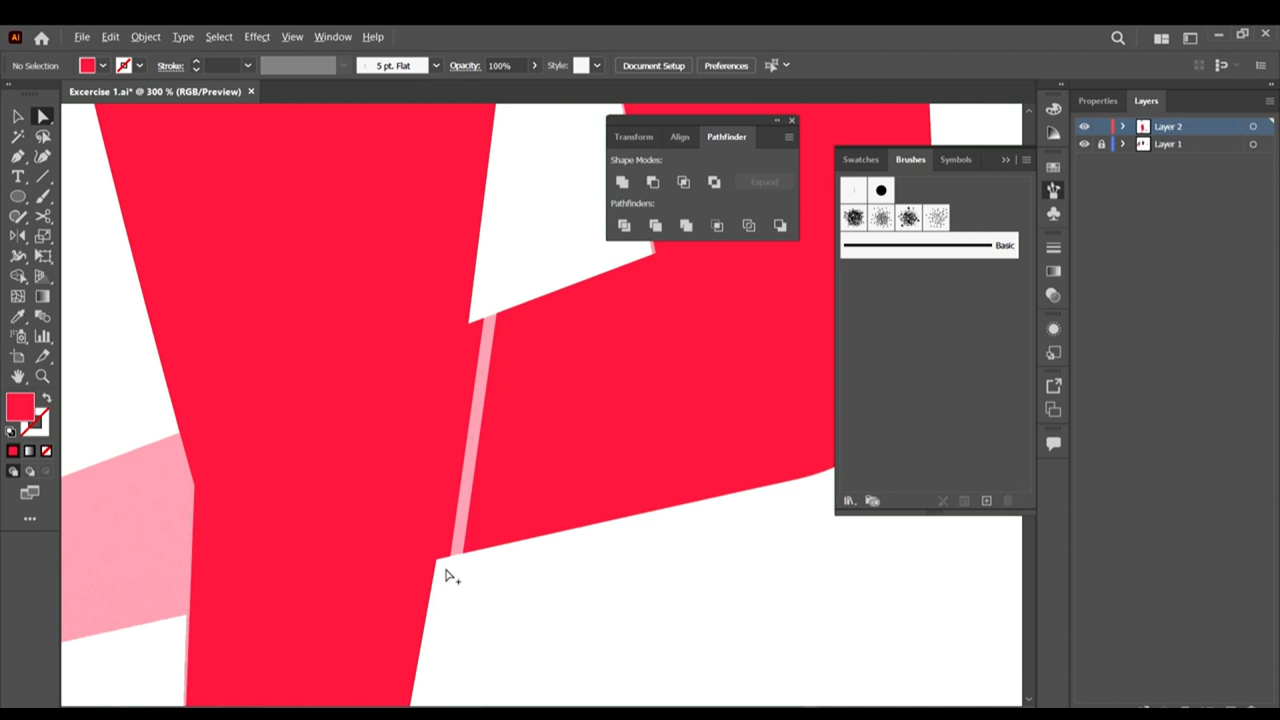 Ai File Edit Object Type Select Effect View Window Help
No Selection Stroke: 5 pt. Flat Opacity: 100% Style: Document Setup Preferences
Excercise 1.ai* @ 300 % (RGB/Preview)
Transform Align Pathfinder
Shape Modes:
Expand
Pathfinders:
Swatches Brushes Symbols
Basic
Properties Layers
Layer 2
Layer 1